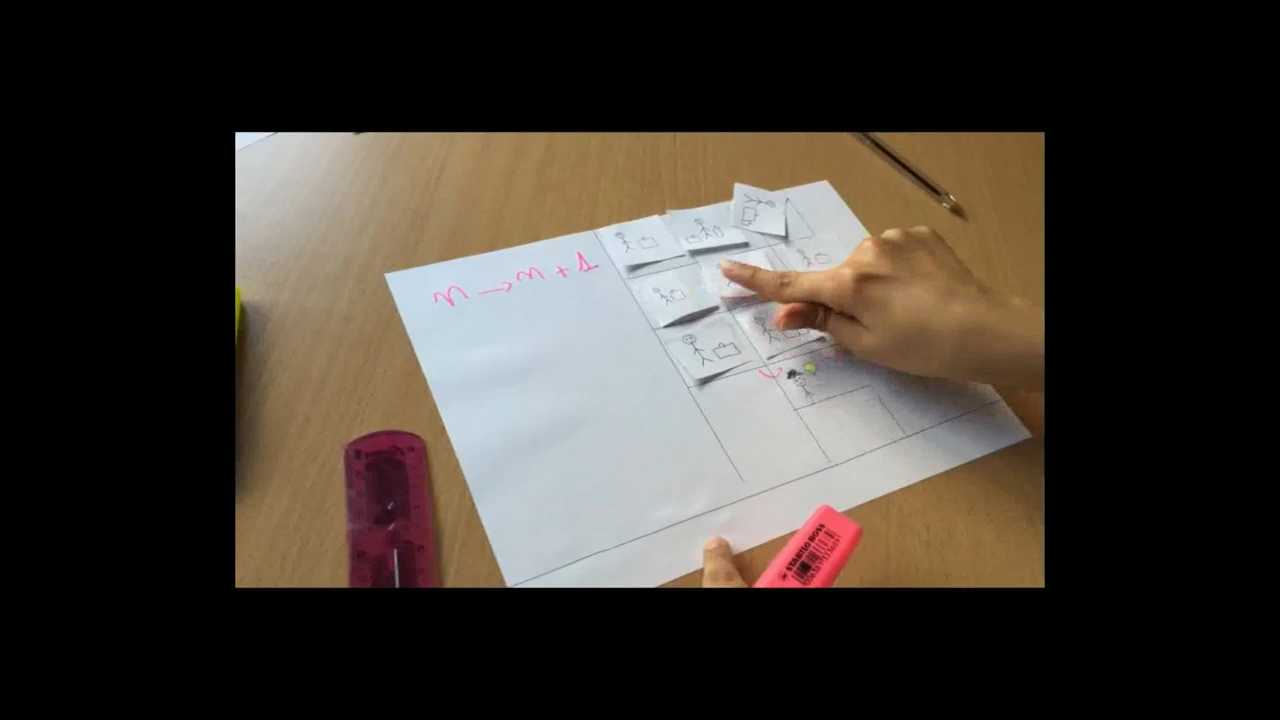 n → n + 1
STABILO BOSS